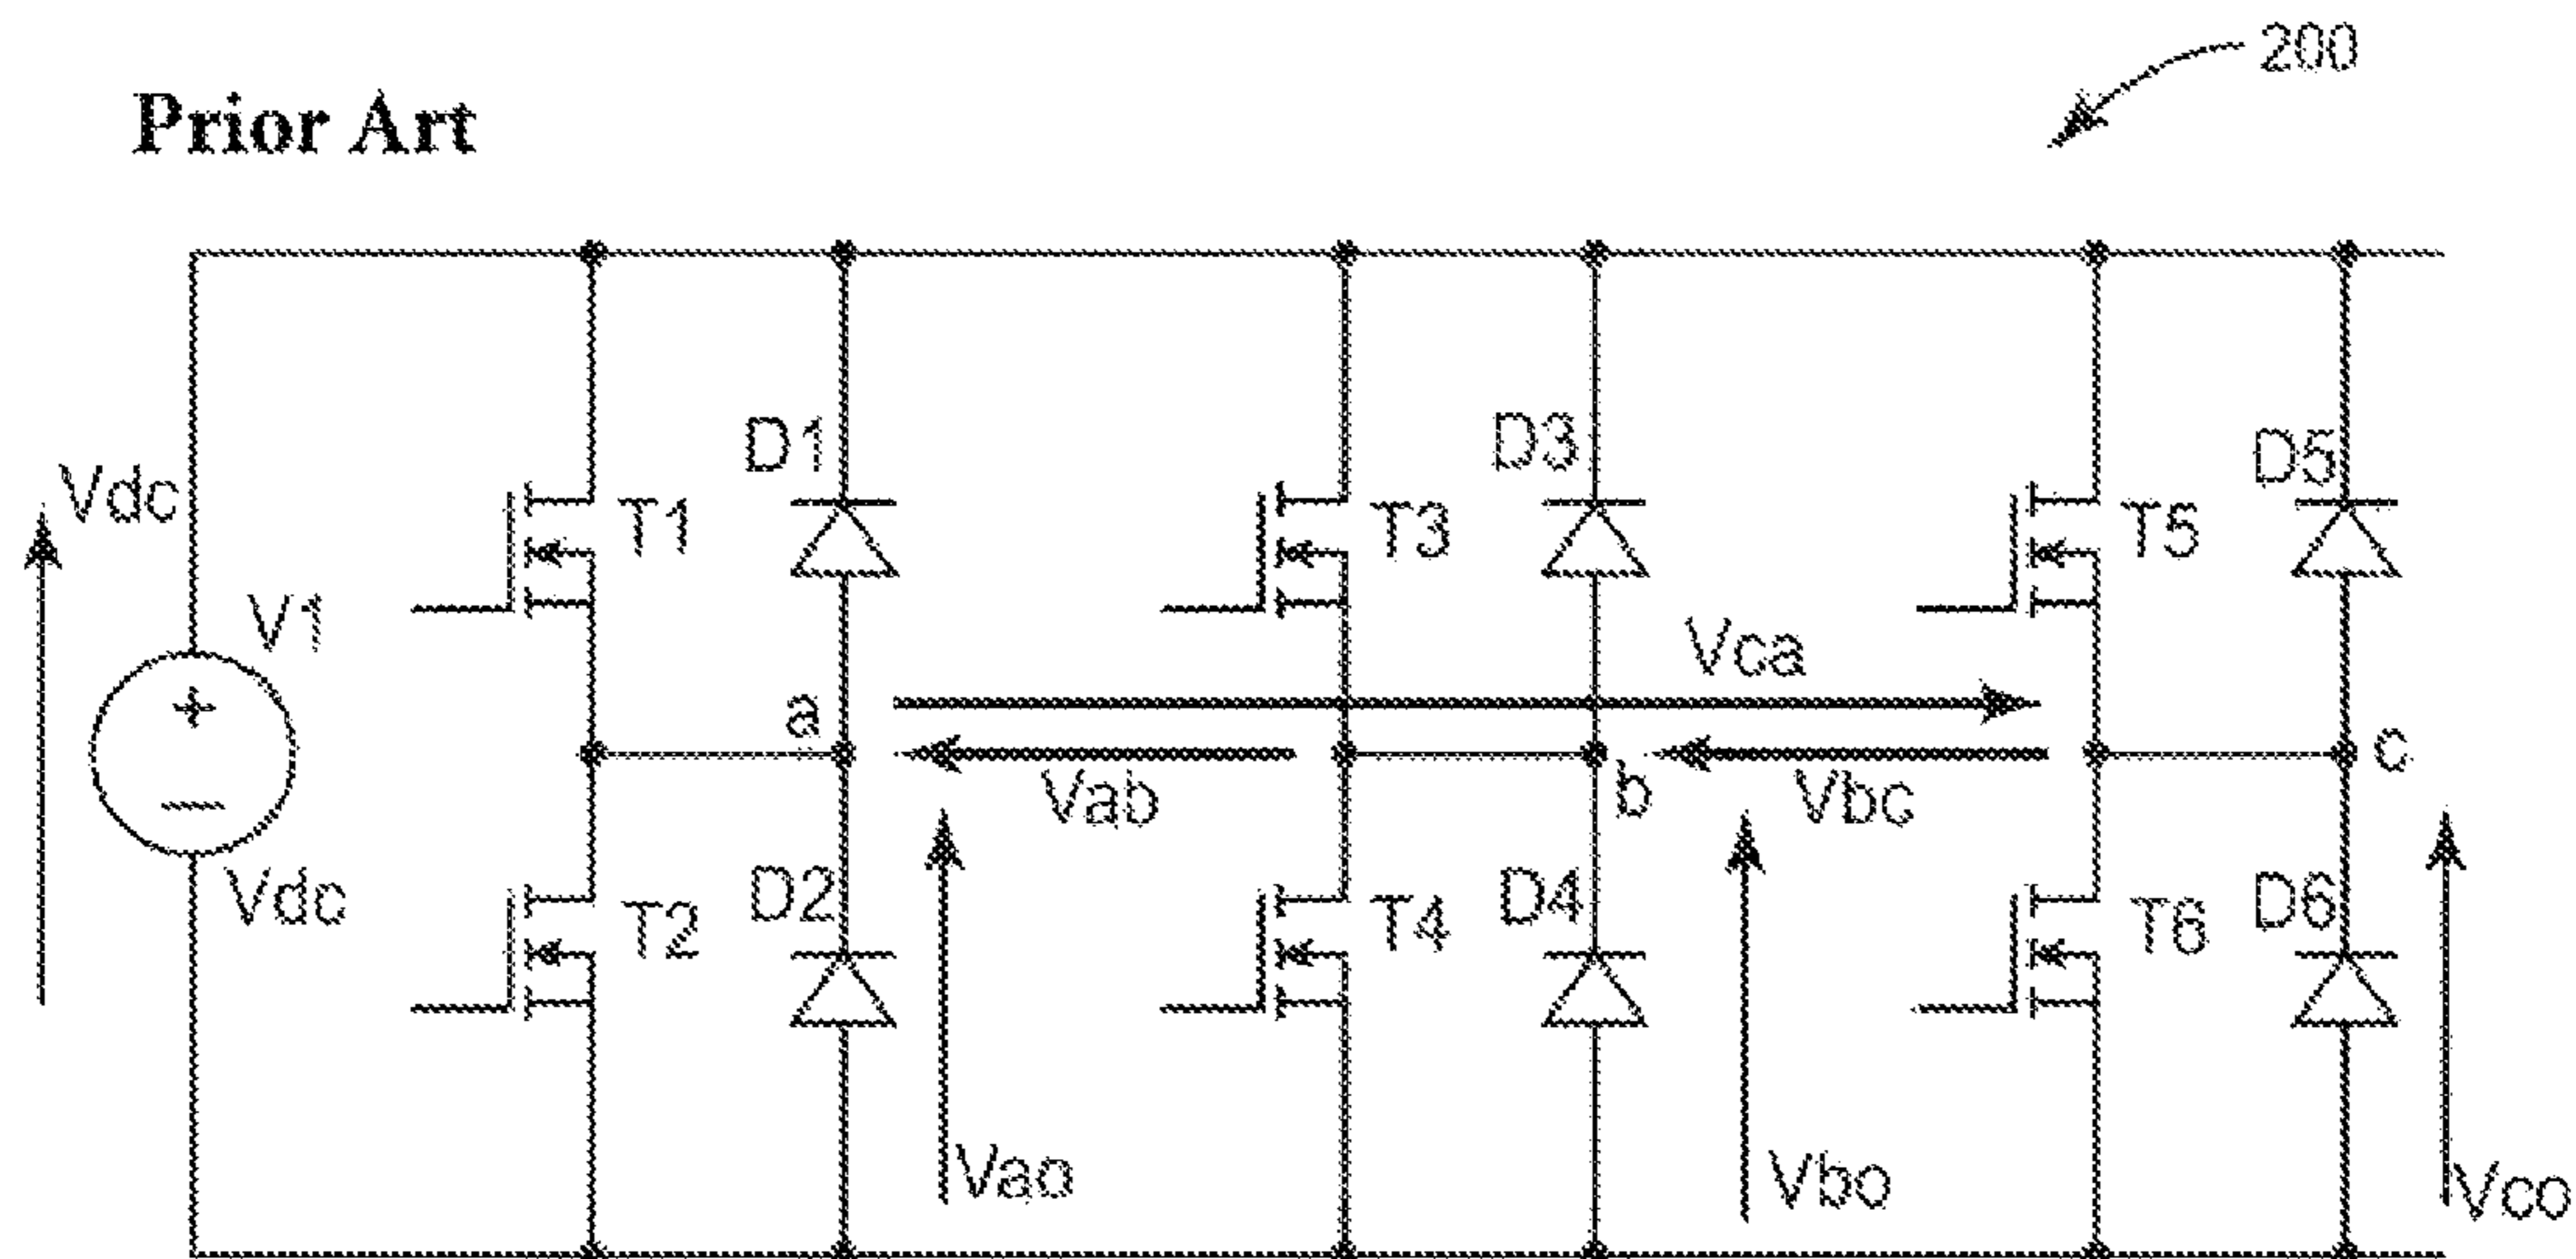 200
Prior Art
D1
D3
D5
Vdc
T1
T3
T5
V1
Vca
+
a
c
Vab
b
Vbc
−
Vdc
T2
D2
T4
D4
T6
D6
Vao
Vbo
Vco